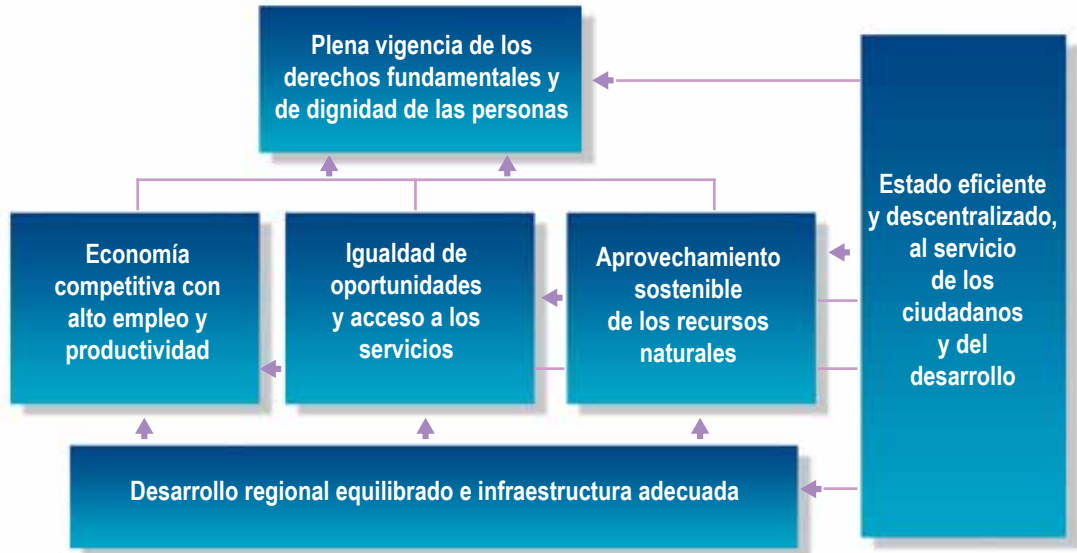 Plena vigencia de los
derechos fundamentales y
de dignidad de las personas
Economía
competitiva con
alto empleo y
productividad
Igualdad de
oportunidades
y acceso a los
servicios
Aprovechamiento
sostenible
de los recursos
naturales
Estado eficiente
y descentralizado,
al servicio
de los
ciudadanos
y del
desarrollo
Desarrollo regional equilibrado e infraestructura adecuada